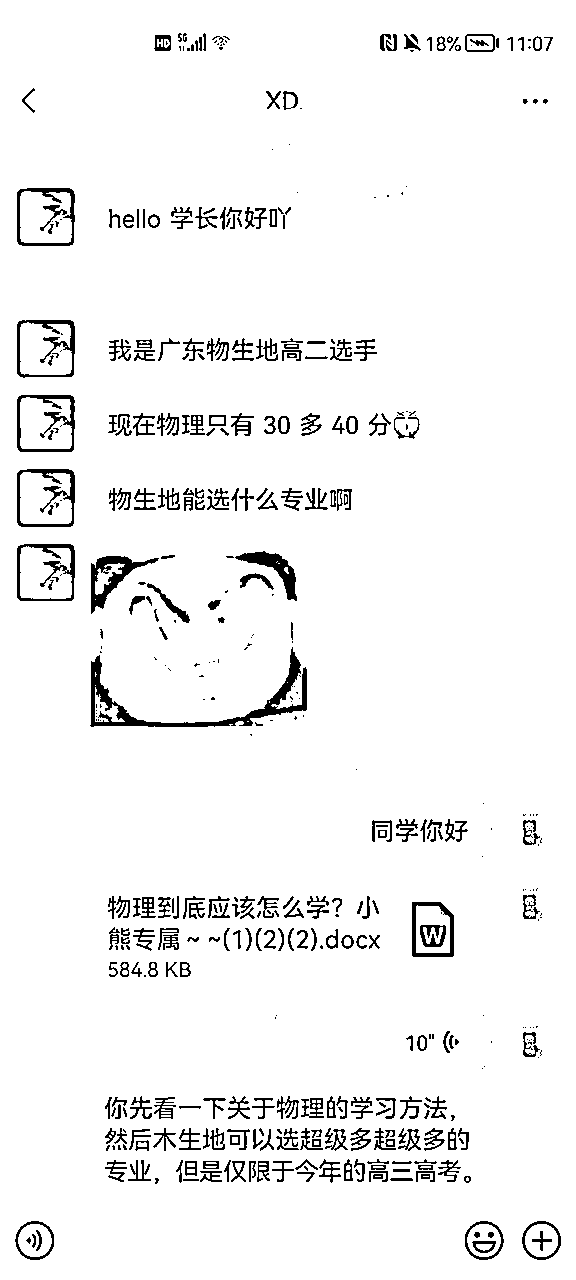 HD 5G 18% 11:07
XD.
hello 学长你好吖
我是广东物生地高二选手
现在物理只有 30 多 40 分
物生地能选什么专业啊
同学你好
物理到底应该怎么学？小
熊专属～～(1)(2)(2).docx
584.8 KB
W
10"
你先看一下关于物理的学习方法，
然后木生地可以选超级多超级多的
专业，但是仅限于今年的高三高考。